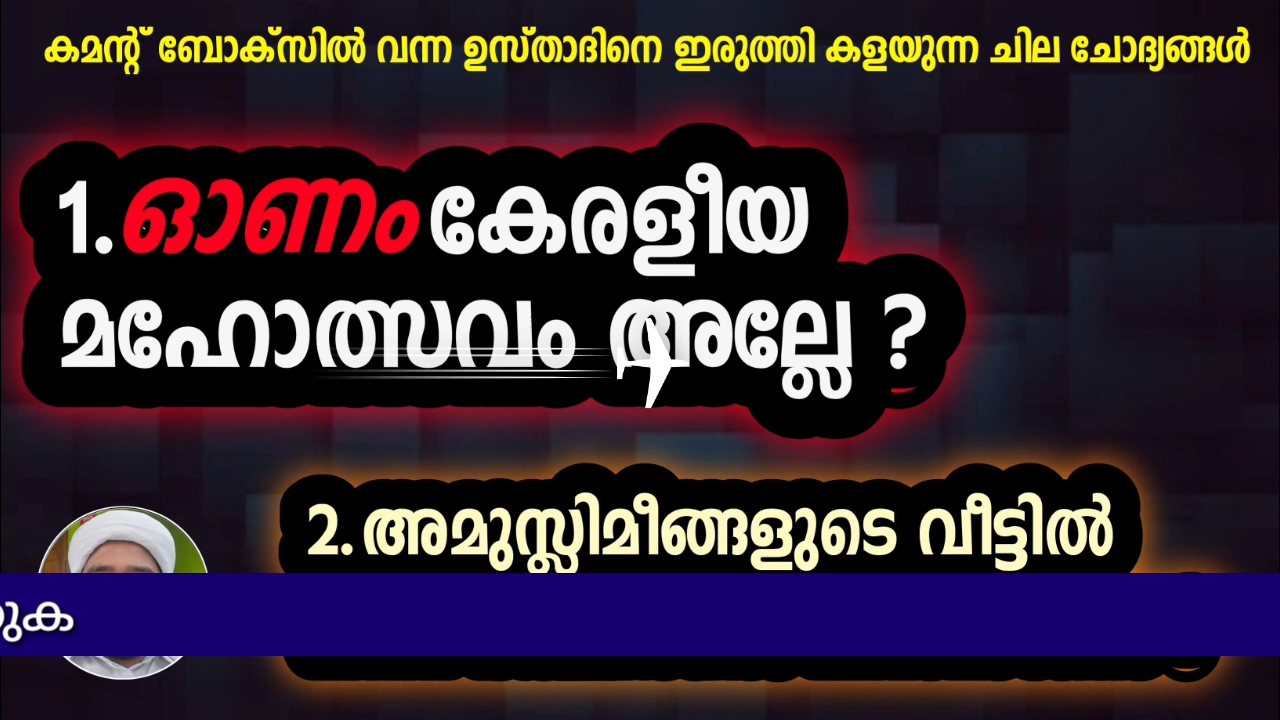 കമന്റ് ബോക്സിൽ വന്ന ഉസ്താദിനെ ഇരുത്തി കളയുന്ന ചില ചോദ്യങ്ങൾ
1. ഓണം കേരളീയ
മഹോത്സവം അല്ലേ ?
2. അമുസ്ലിമീങ്ങളുടെ വീട്ടിൽ